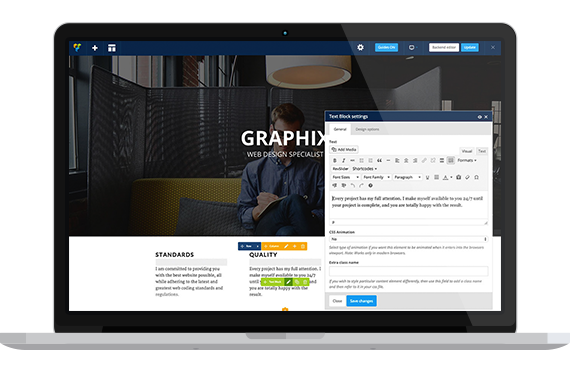 Guides ON
Backend editor
Update
Text Block settings
General
Design options
GRAPHIX
WEB DESIGN SPECIALIST
Text
Add Media
Visual
Text
Formats
RevSlider
Shortcodes
Font Sizes
Font Family
Paragraph
Every project has my full attention, I make myself available to you 24/7 until
your project is complete, and you are totally happy with the result.
P
CSS Animation
No
Select type of animation if you want this element to be animated when it enters into the browsers
viewport. Note: Works only in modern browsers.
Extra class name
If you wish to style particular content element differently, then use this field to add a class name
and then refer to it in your css file.
Close
Save changes
Row
Column
STANDARDS
QUALITY
I am committed to providing you
with the best website possible, all
while adhering to the latest and
greatest web coding standards and
regulations.
Every project has my full attention, I
make myself available to you 24/7
until
and you are totally happy with the
result.
Text Block